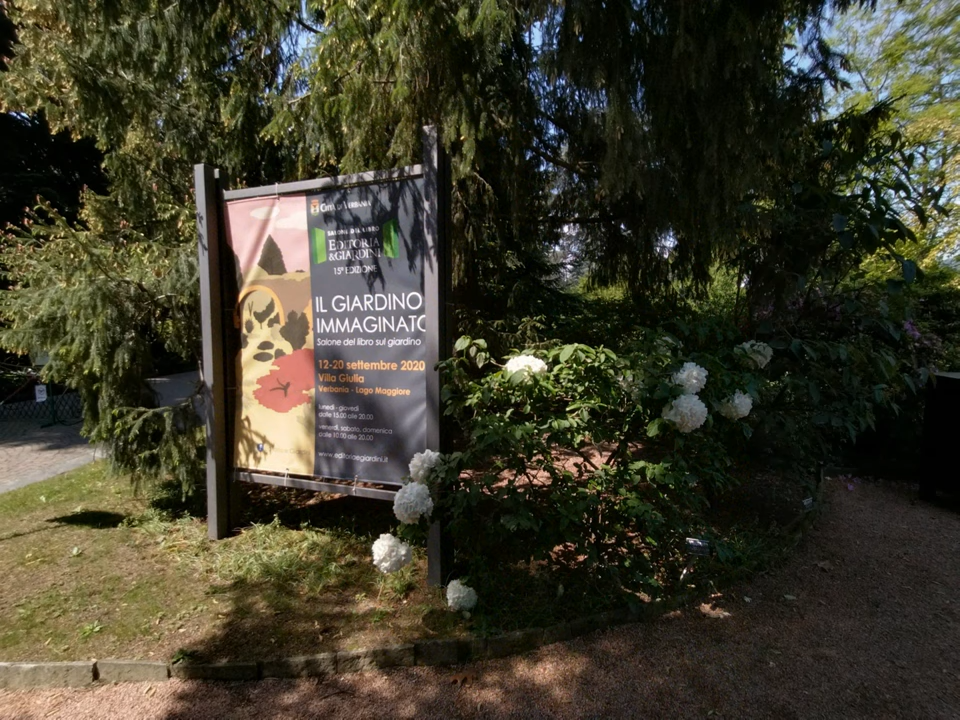 CITTÀ DI VERBANIA
SALONE DEL LIBRO
EDITORIA
&GIARDINI
15ª EDIZIONE
IL GIARDINO
IMMAGINATO
Salone del libro sul giardino
12-20 settembre 2020
Villa Giulia
Verbania - Lago Maggiore
lunedì - giovedì
dalle 15.00 alle 20.00
venerdì, sabato, domenica
dalle 10.00 alle 20.00
www.editoriaegiardini.it